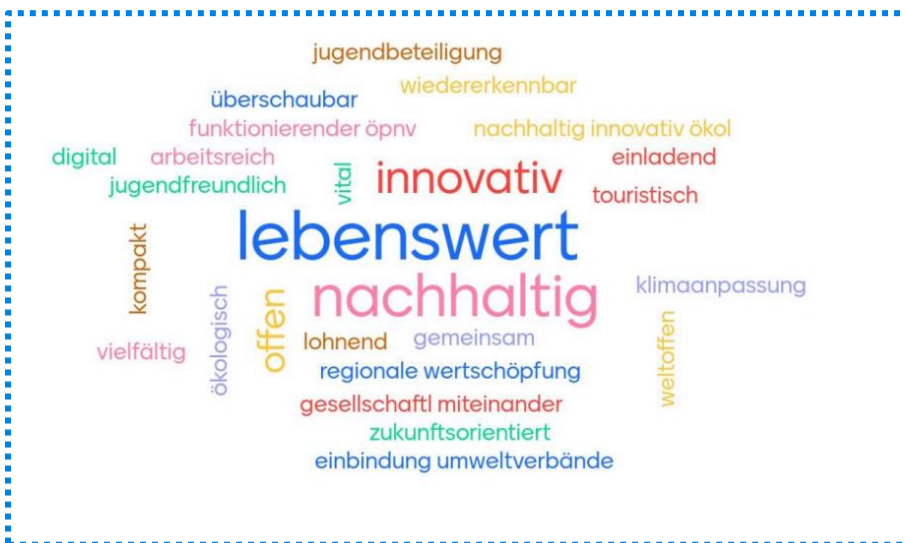 jugendbeteiligung
wiedererkennbar
überschaubar
funktionierender öpnv
nachhaltig innovativ ökol
digital
arbeitsreich
einladend
jugendfreundlich
vital
innovativ
touristisch
lebenswert
kompakt
nachhaltig
klimaanpassung
ökologisch
offen
lohnend
gemeinsam
weltoffen
vielfältig
regionale wertschöpfung
gesellschaftl miteinander
zukunftsorientiert
einbindung umweltverbände